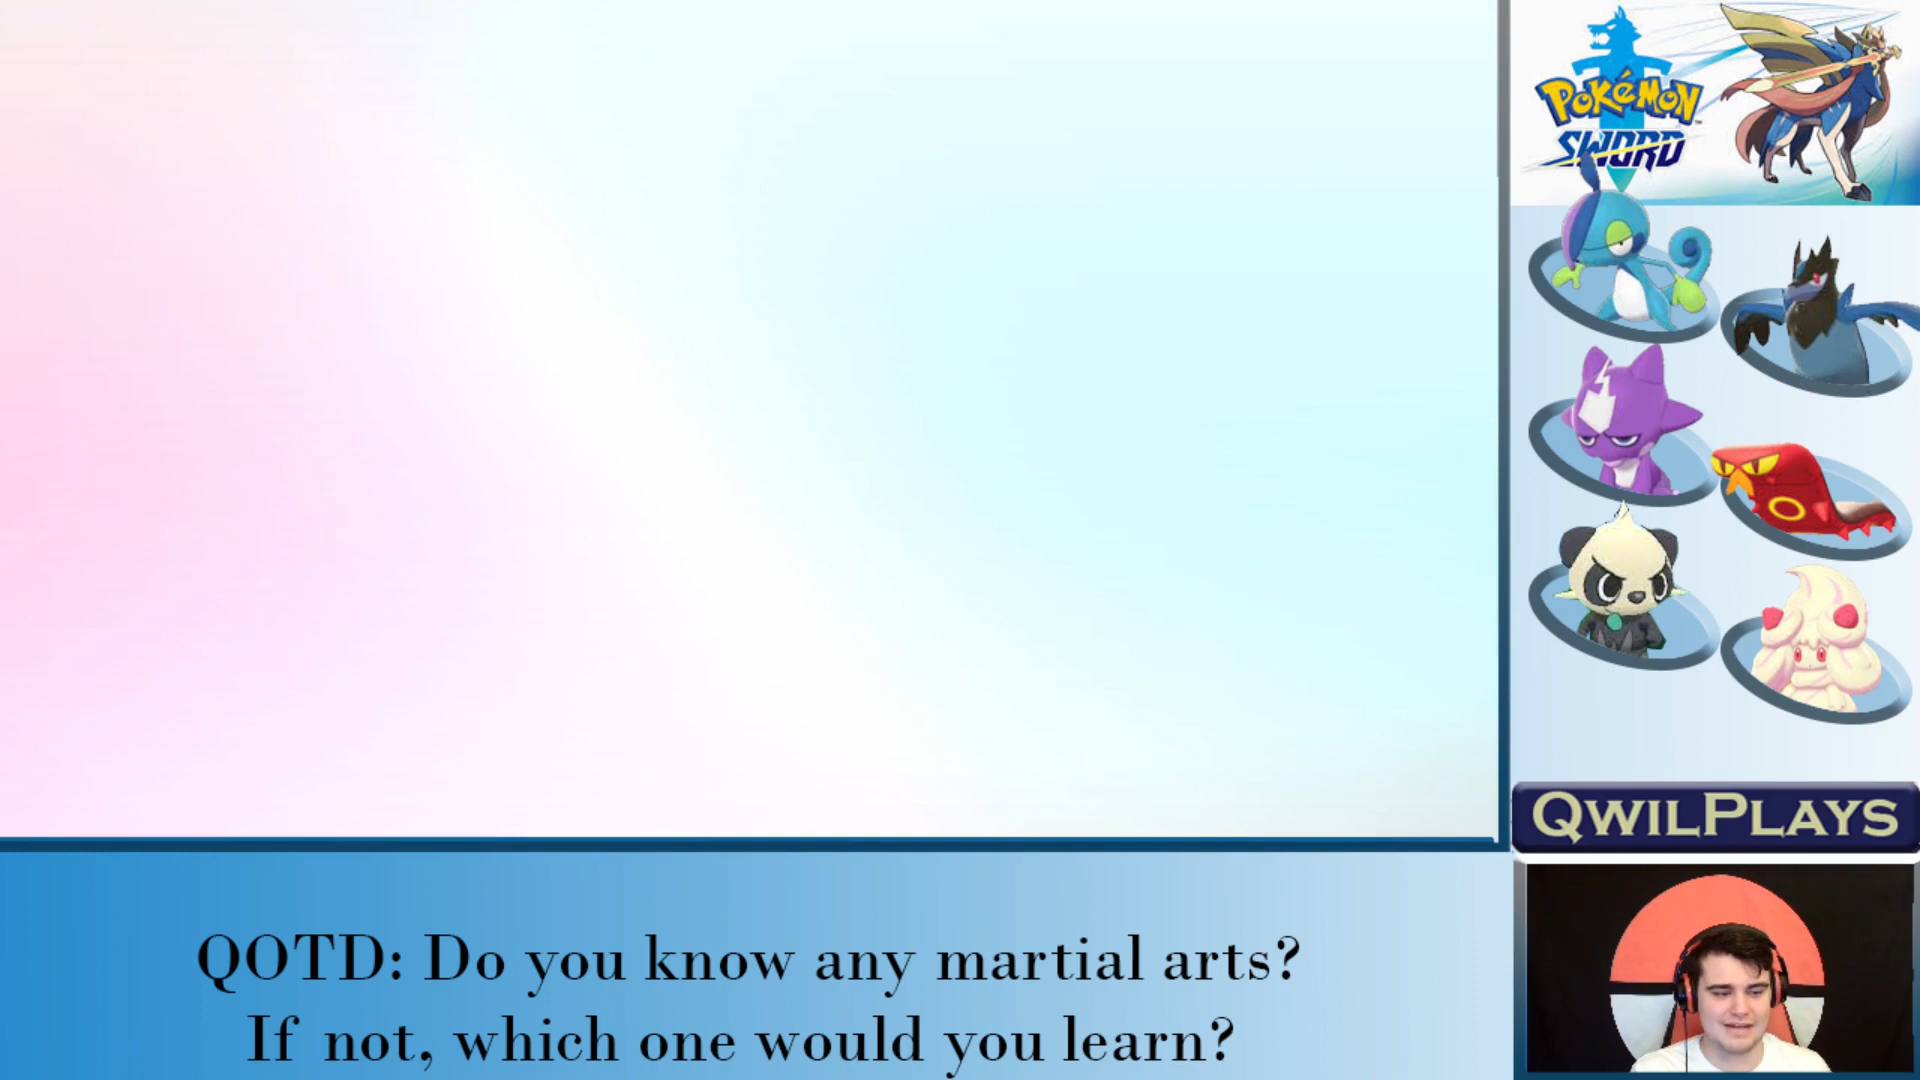 POKéMON
SWORD
QWILPLAYS
QOTD: Do you know any martial arts?
If not, which one would you learn?